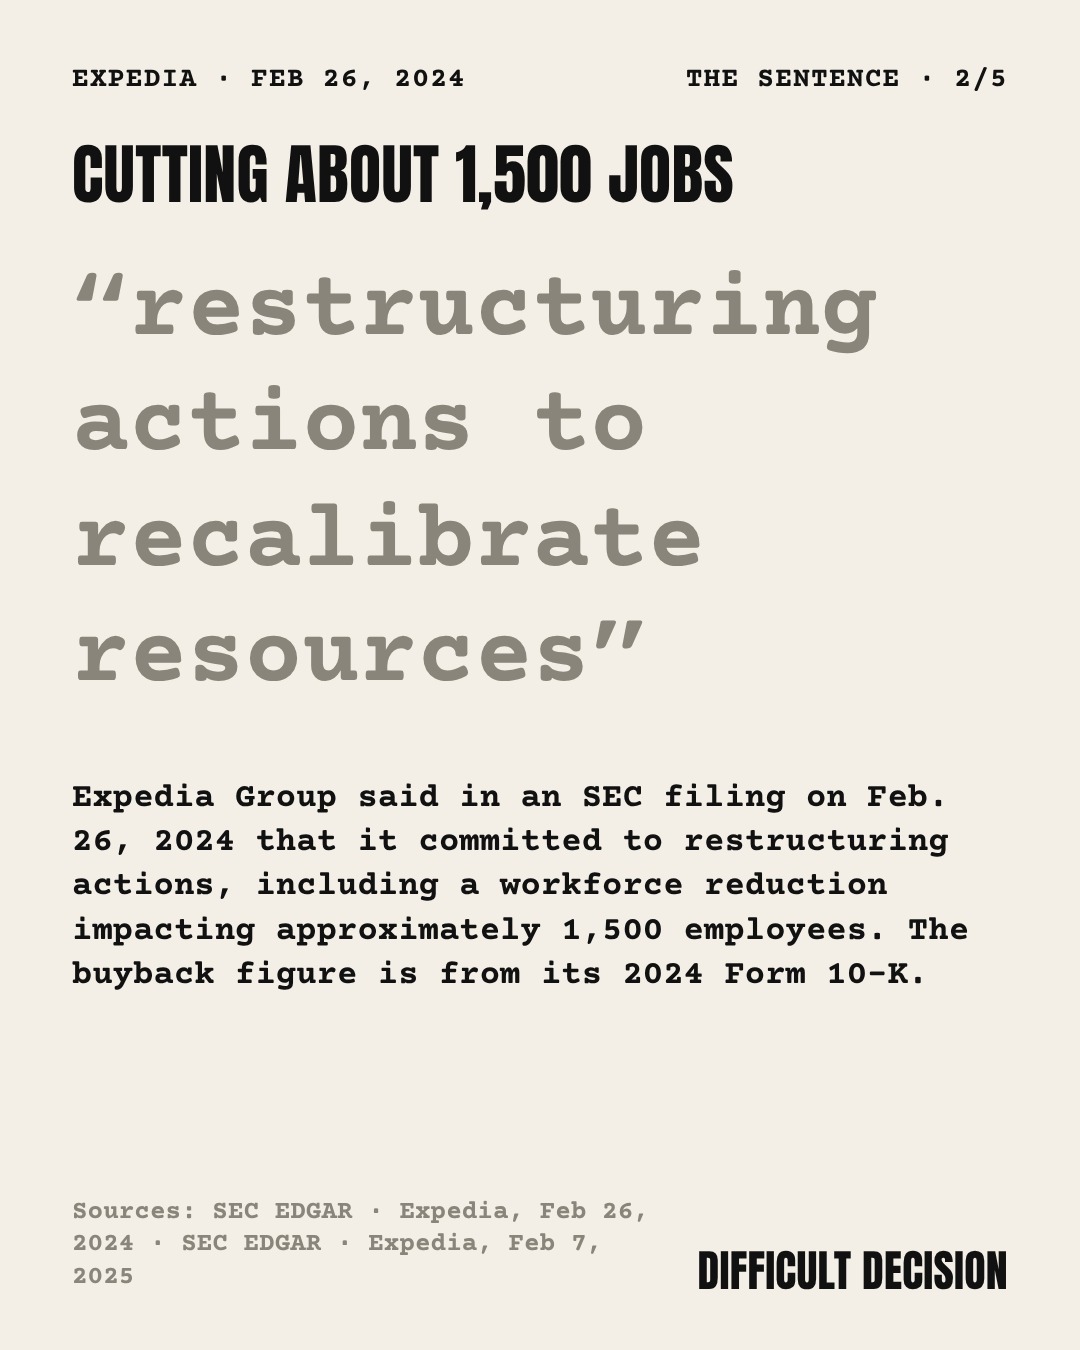 EXPEDIA · FEB 26, 2024
THE SENTENCE · 2/5
CUTTING ABOUT 1,500 JOBS
“restructuring
actions to
recalibrate
resources”
Expedia Group said in an SEC filing on Feb.
26, 2024 that it committed to restructuring
actions, including a workforce reduction
impacting approximately 1,500 employees. The
buyback figure is from its 2024 Form 10-K.
Sources: SEC EDGAR · Expedia, Feb 26,
2024 · SEC EDGAR · Expedia, Feb 7,
2025
DIFFICULT DECISION